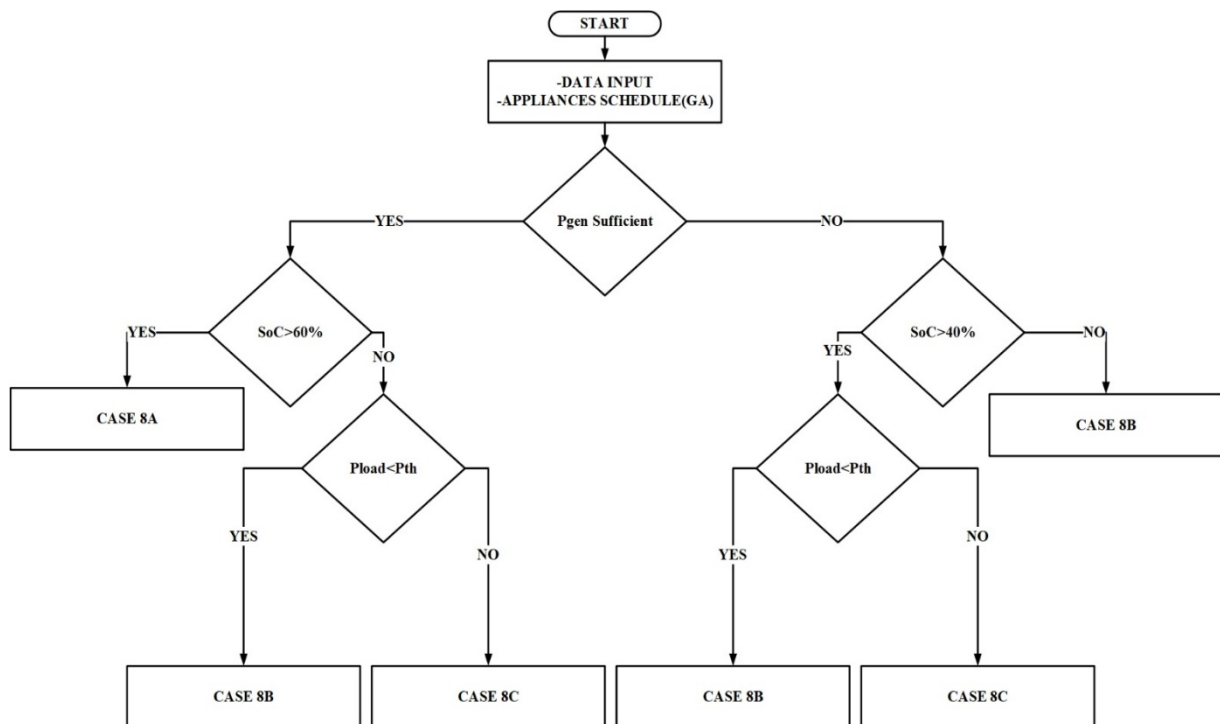 START
-DATA INPUT
-APPLIANCES SCHEDULE(GA)
Pgen Sufficient
YES
NO
SoC>60%
SoC>40%
YES
NO
YES
NO
CASE 8A
CASE 8B
Pload<Pth
Pload<Pth
YES
NO
YES
NO
CASE 8B
CASE 8C
CASE 8B
CASE 8C